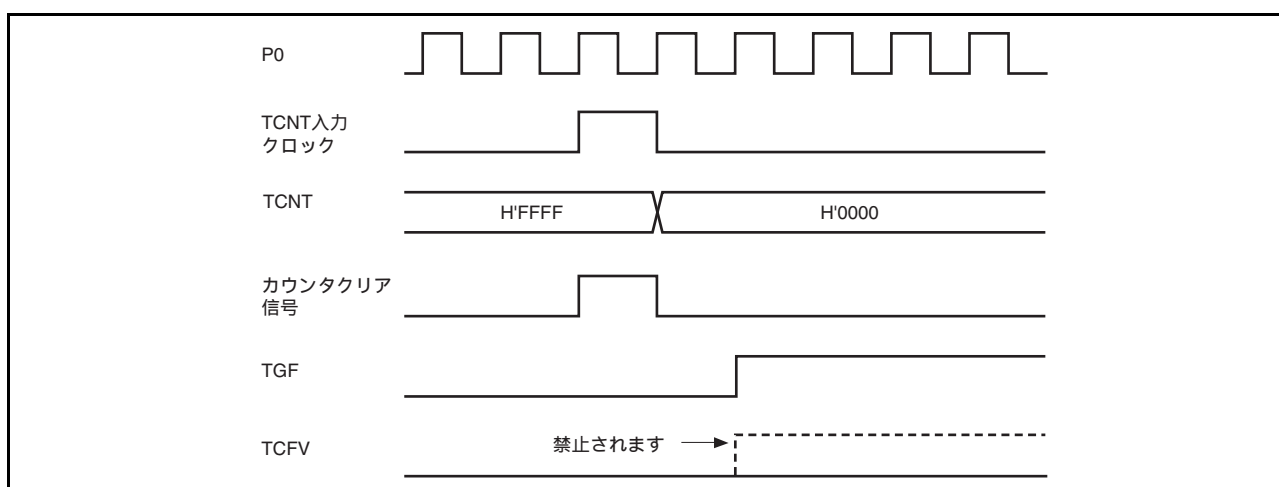 P0
TCNT入力
クロック
TCNT
H'FFFF
H'0000
カウンタクリア
信号
TGF
TCFV
禁止されます